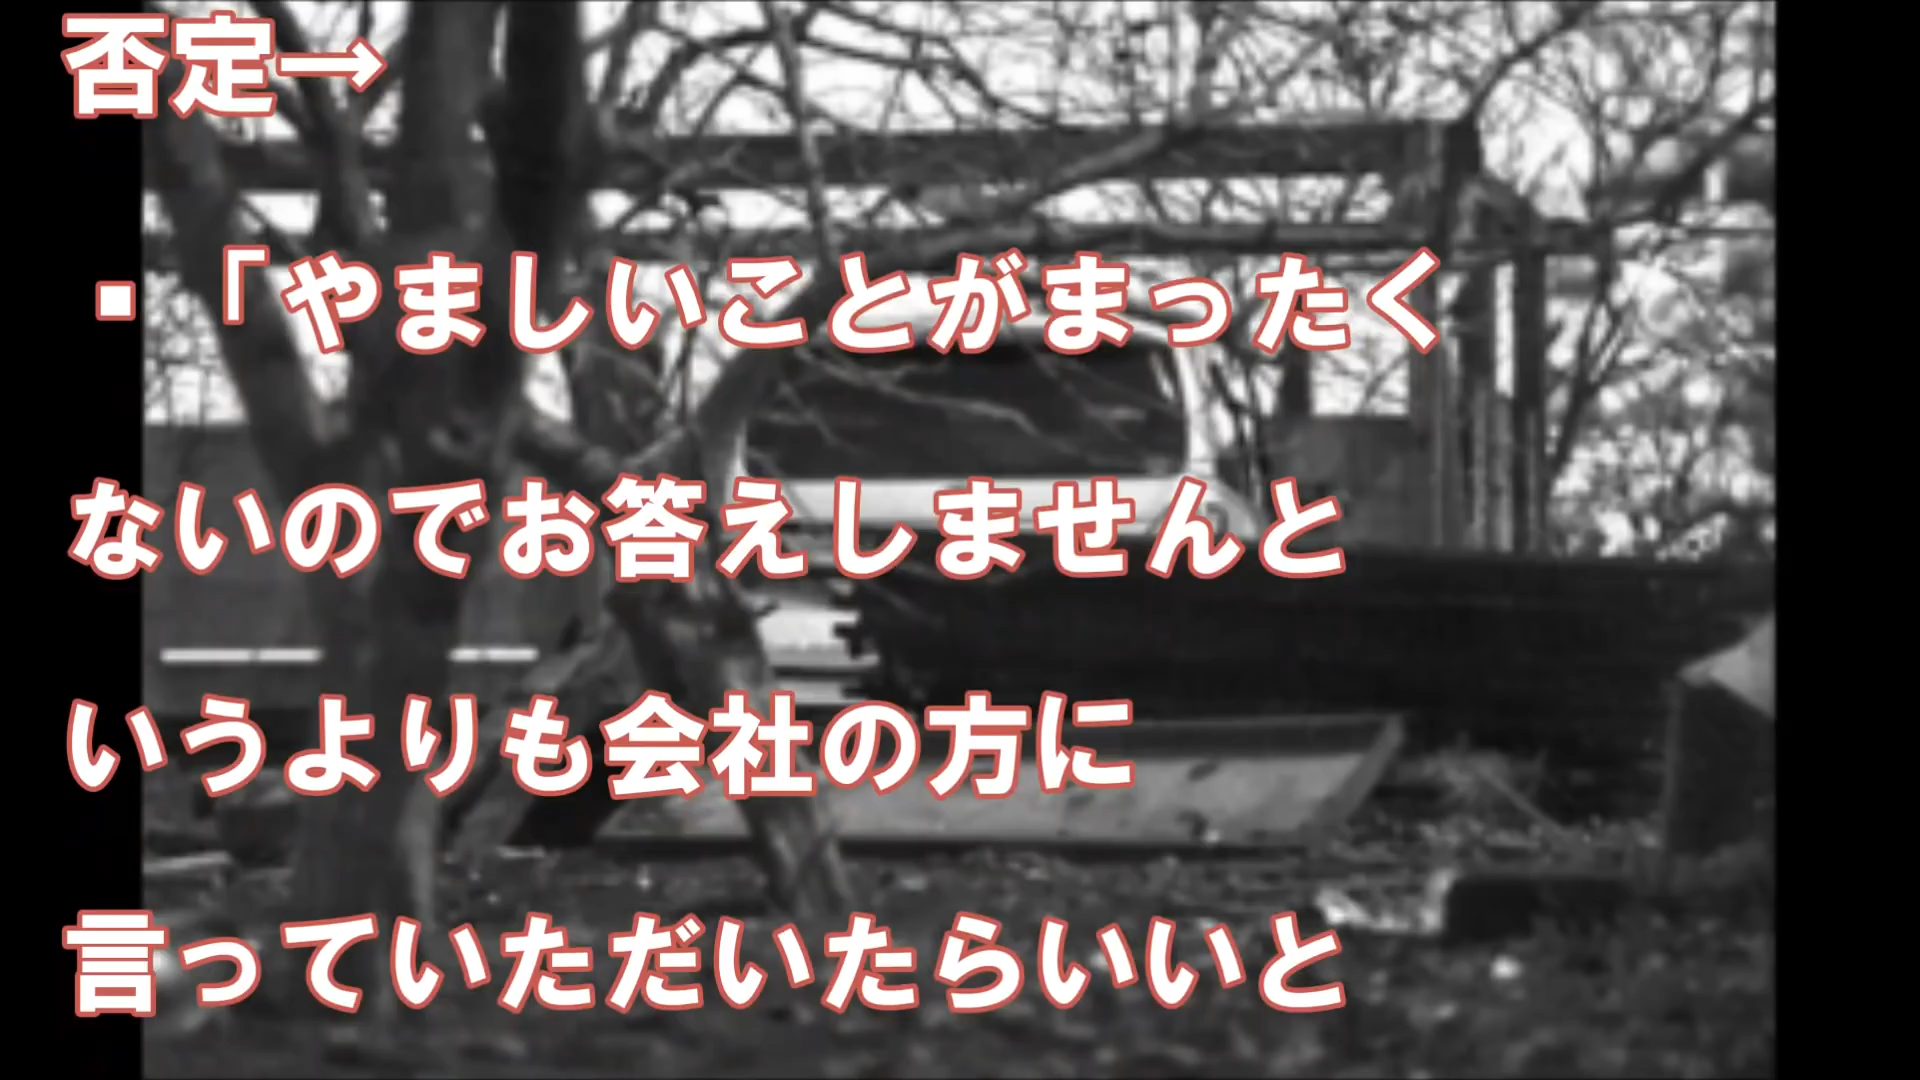 否定→
▪「やましいことがまったく
ないのでお答えしませんと
いうよりも会社の方に
言っていただいたらいいと